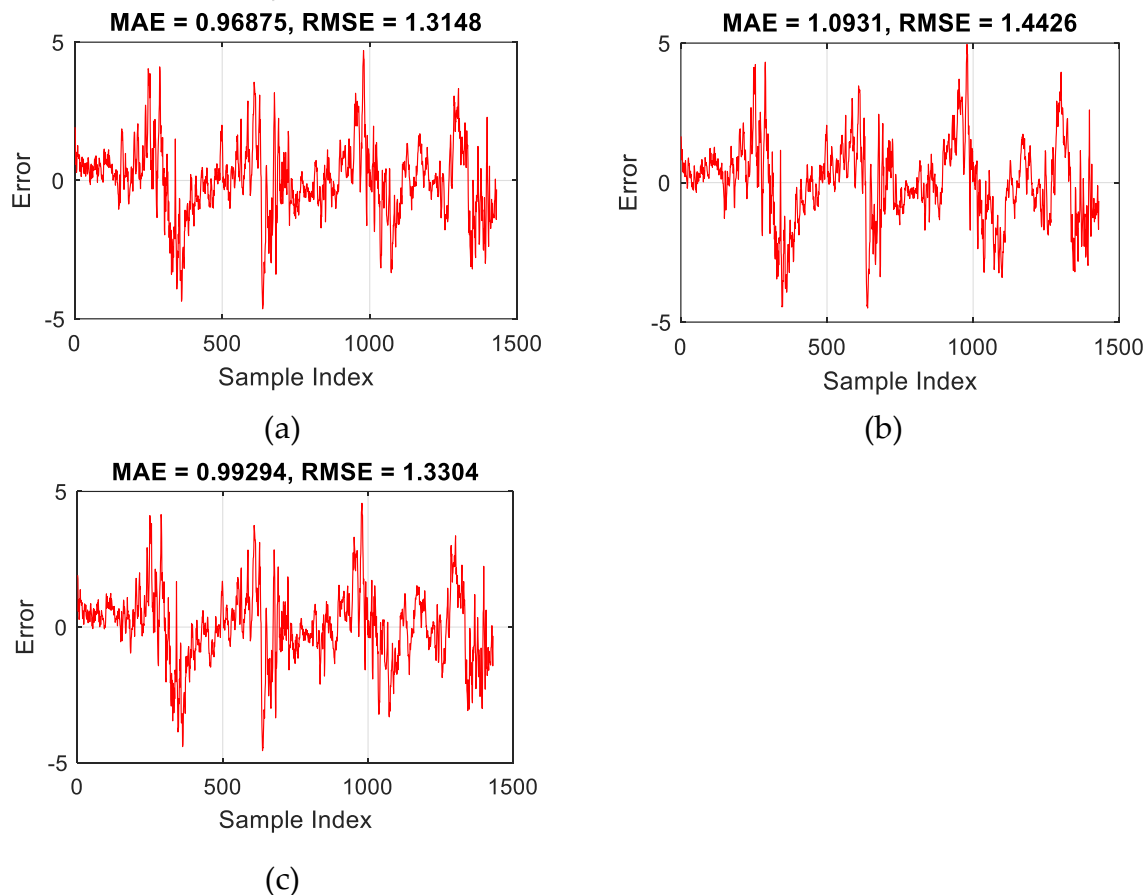 MAE = 0.96875, RMSE = 1.3148
5
0
-5
Error
0 500 1000 1500
Sample Index
(a)
MAE = 1.0931, RMSE = 1.4426
5
0
-5
Error
0 500 1000 1500
Sample Index
(b)
MAE = 0.99294, RMSE = 1.3304
5
0
-5
Error
0 500 1000 1500
Sample Index
(c)